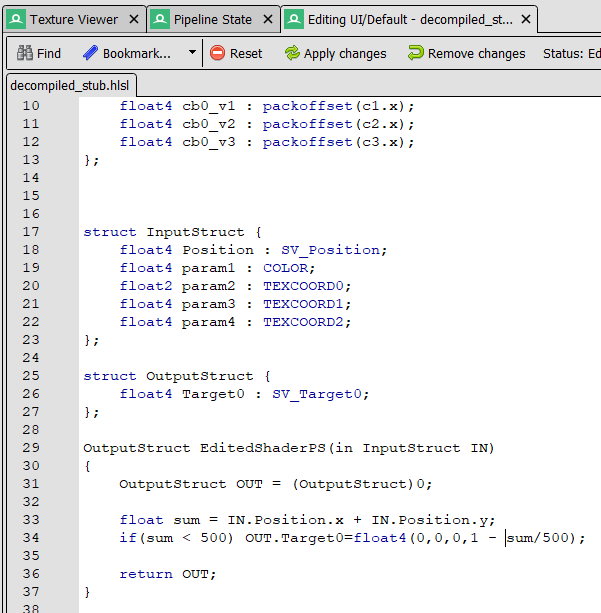 Texture Viewer ✕ Pipeline State ✕ Editing UI/Default - decompiled_st... ✕
Find Bookmark... Reset Apply changes Remove changes Status: Ed
decompiled_stub.hlsl
10 float4 cb0_v1 : packoffset(c1.x);
11 float4 cb0_v2 : packoffset(c2.x);
12 float4 cb0_v3 : packoffset(c3.x);
13 };
14
15
16
17 struct InputStruct {
18 float4 Position : SV_Position;
19 float4 param1 : COLOR;
20 float2 param2 : TEXCOORD0;
21 float4 param3 : TEXCOORD1;
22 float4 param4 : TEXCOORD2;
23 };
24
25 struct OutputStruct {
26 float4 Target0 : SV_Target0;
27 };
28
29 OutputStruct EditedShaderPS(in InputStruct IN)
30 {
31 OutputStruct OUT = (OutputStruct)0;
32
33 float sum = IN.Position.x + IN.Position.y;
34 if(sum < 500) OUT.Target0=float4(0,0,0,1 - sum/500);
35
36 return OUT;
37 }
38